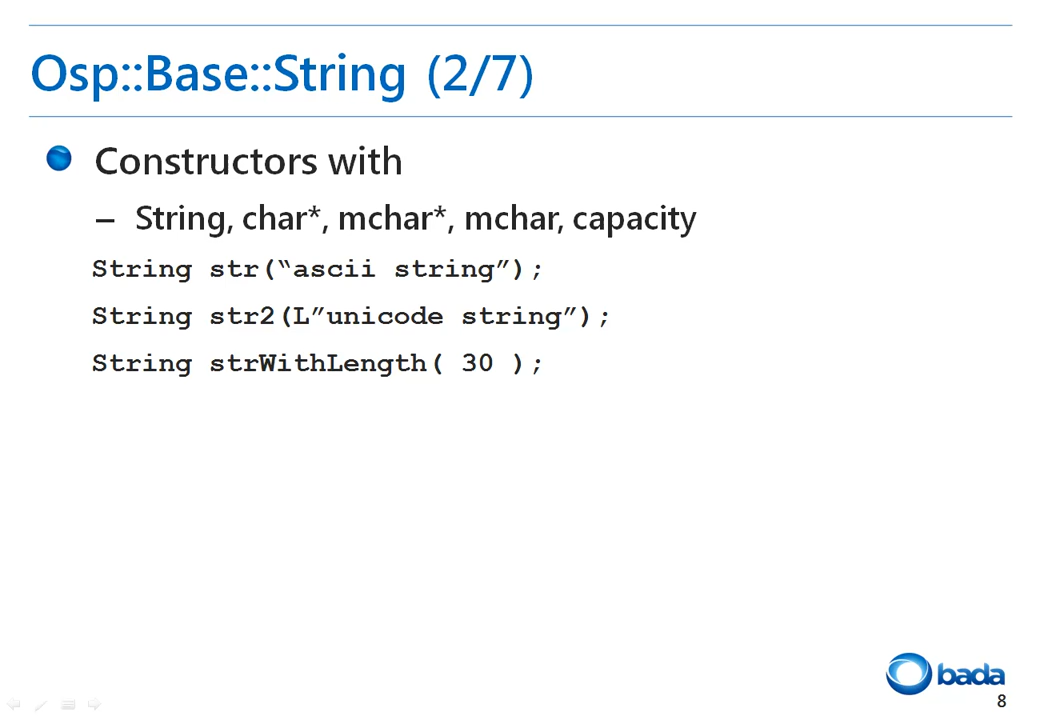 Osp::Base::String (2/7)
Constructors with
– String, char*, mchar*, mchar, capacity
String str(“ascii string”);
String str2(L”unicode string”);
String strWithLength( 30 );
bada
8